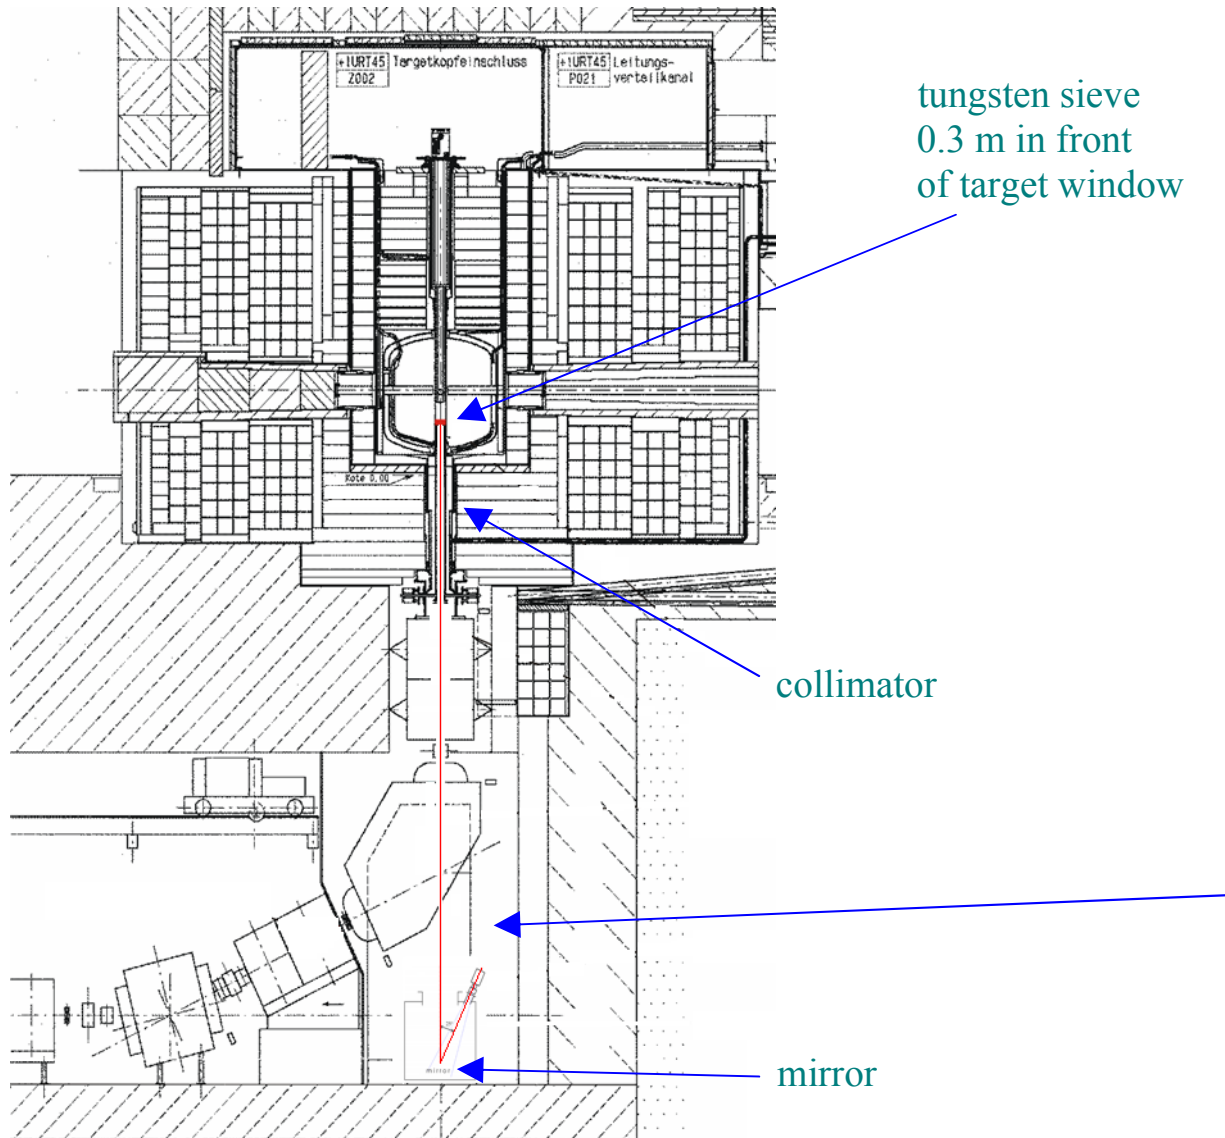 +1URT45
Z002
Targetkopfeinschluss
+1URT45
P021
Leitungs-
verteilkanal
tungsten sieve
0.3 m in front
of target window
Kote 0.00
collimator
mirror
mirror